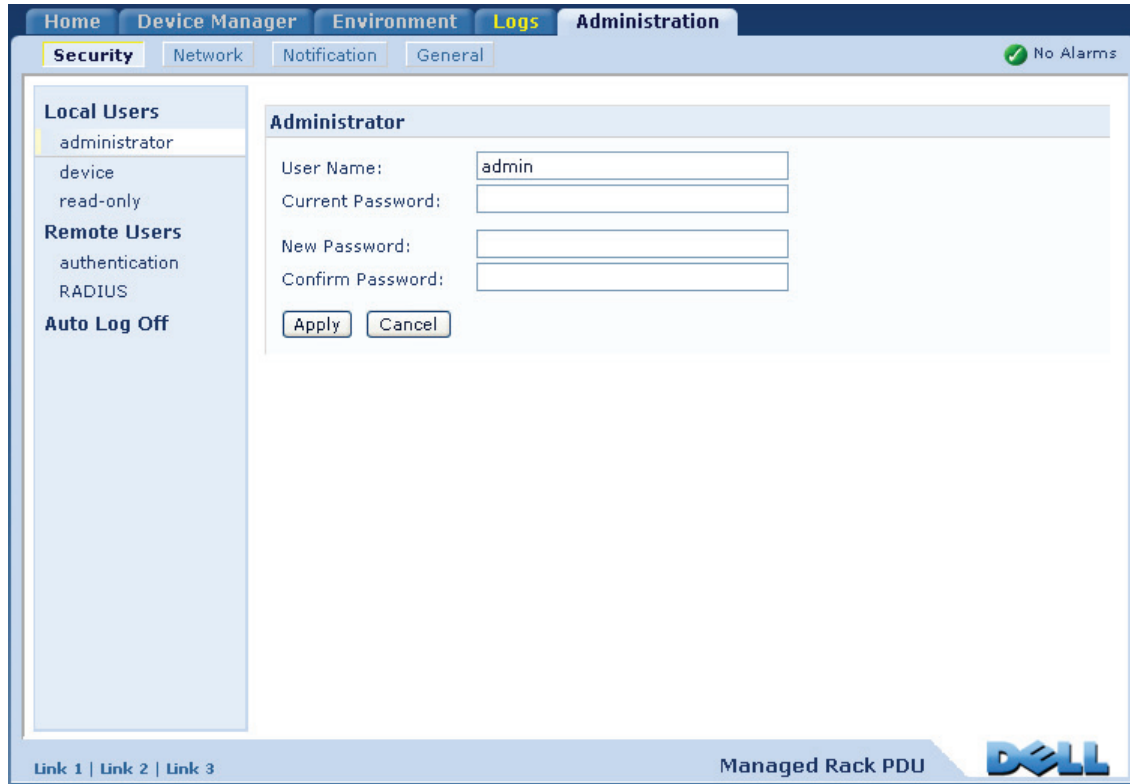 Home Device Manager Environment Logs Administration
Security Network Notification General No Alarms
Local Users
administrator
device
read-only
Remote Users
authentication
RADIUS
Auto Log Off
Administrator
User Name: admin
Current Password:
New Password:
Confirm Password:
Apply Cancel
Link 1 | Link 2 | Link 3
Managed Rack PDU
DELL